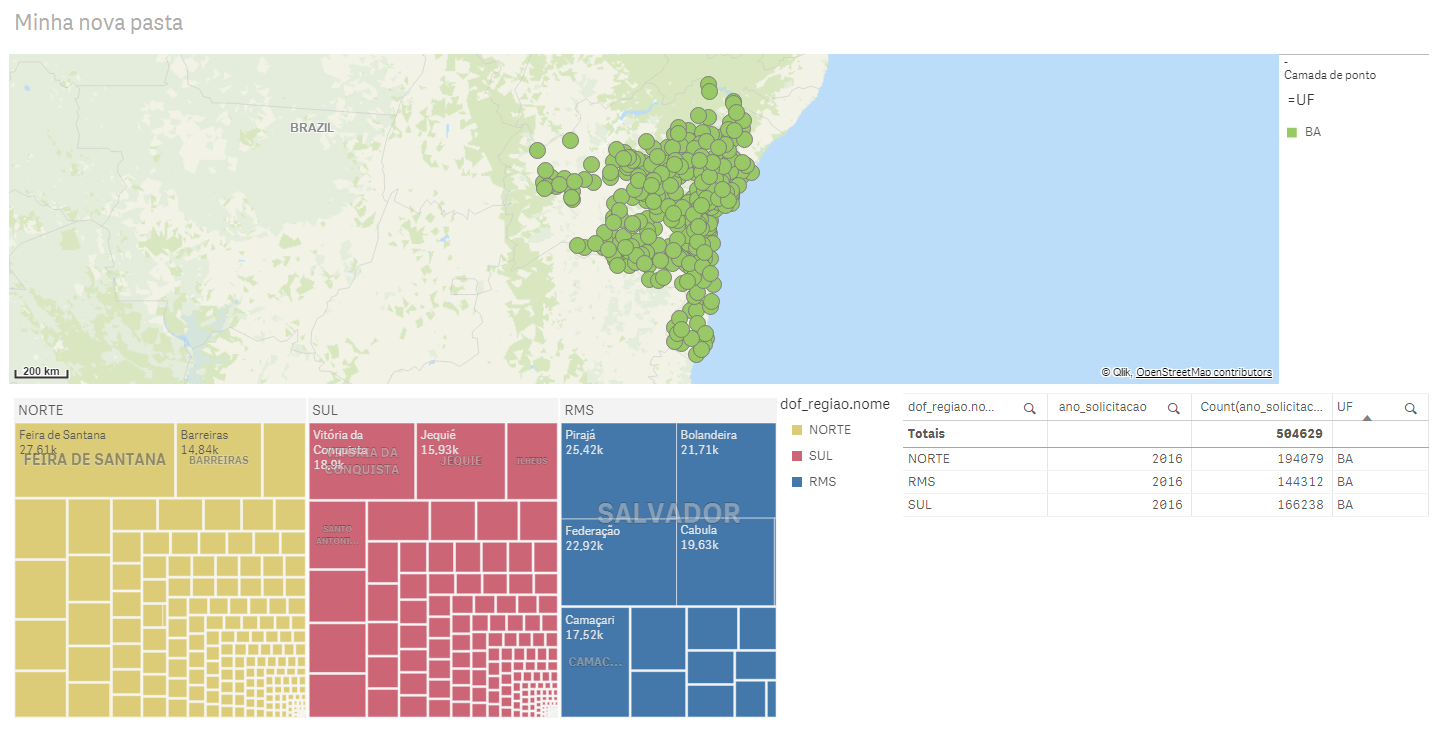 Minha nova pasta
BRAZIL
200 km
© Qlik, OpenStreetMap contributors
-
Camada de ponto
=UF
BA
NORTE
Feira de Santana
27,61k
FEIRA DE SANTANA
Barreiras
14,84k
BARREIRAS
SUL
Vitória da
Conquista
18,9k
VITÓRIA DA
CONQUISTA
Jequié
15,93k
JEQUIÉ
ILHÉUS
SANTO
ANTÔNI...
RMS
Pirajá
25,42k
Bolandeira
21,71k
SALVADOR
Federação
22,92k
Cabula
19,63k
Camaçari
17,52k
CAMAÇ...
dof_regiao.nome
NORTE
SUL
RMS
dof_regiao.no... ano_solicitacao Count(ano_solicitac... UF
Totais 504629
NORTE 2016 194079 BA
RMS 2016 144312 BA
SUL 2016 166238 BA